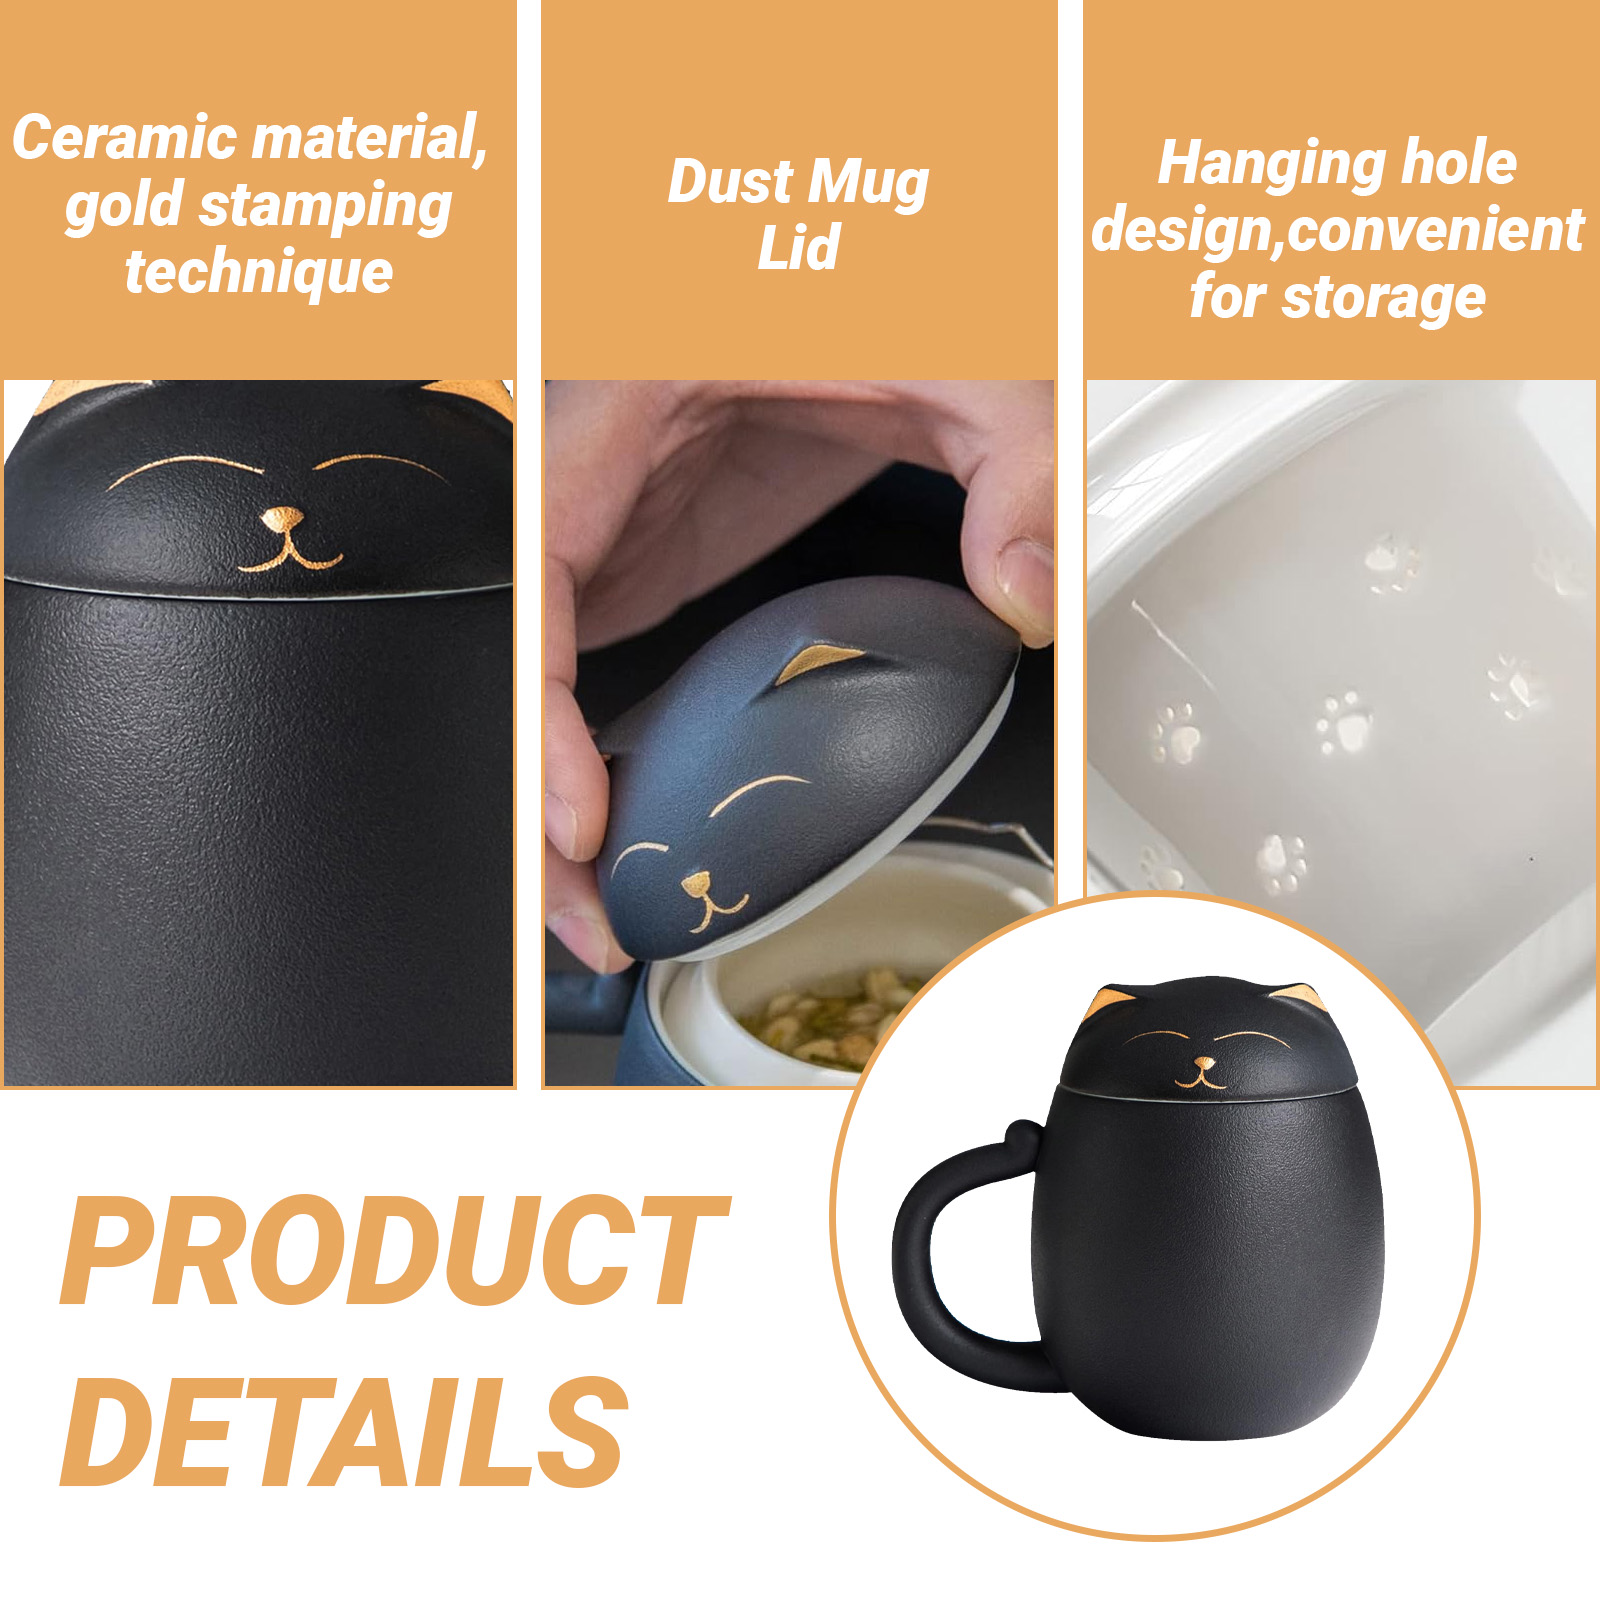 Ceramic material,
gold stamping
technique
Dust Mug
Lid
Hanging hole
design,convenient
for storage
PRODUCT
DETAILS